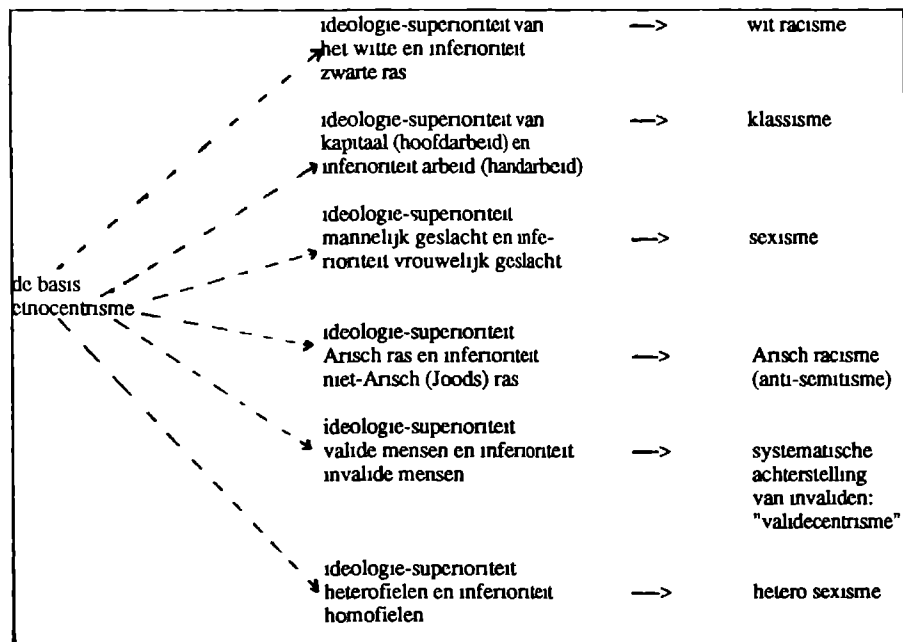 ideologie-superioriteit van —> wit racisme
het witte en inferioriteit
zwarte ras
ideologie-superioriteit van —> klassisme
kapitaal (hoofdarbeid) en
inferioriteit arbeid (handarbeid)
ideologie-superioriteit
mannelijk geslacht en infe- —> sexisme
rioriteit vrouwelijk geslacht
de basis
etnocentrisme
ideologie-superioriteit
Arisch ras en inferioriteit —> Arisch racisme
niet-Arisch (Joods) ras (anti-semitisme)
ideologie-superioriteit
valide mensen en inferioriteit —> systematische
invalide mensen achterstelling
van invaliden:
"validecentrisme"
ideologie-superioriteit
heterofielen en inferioriteit —> hetero sexisme
homofielen